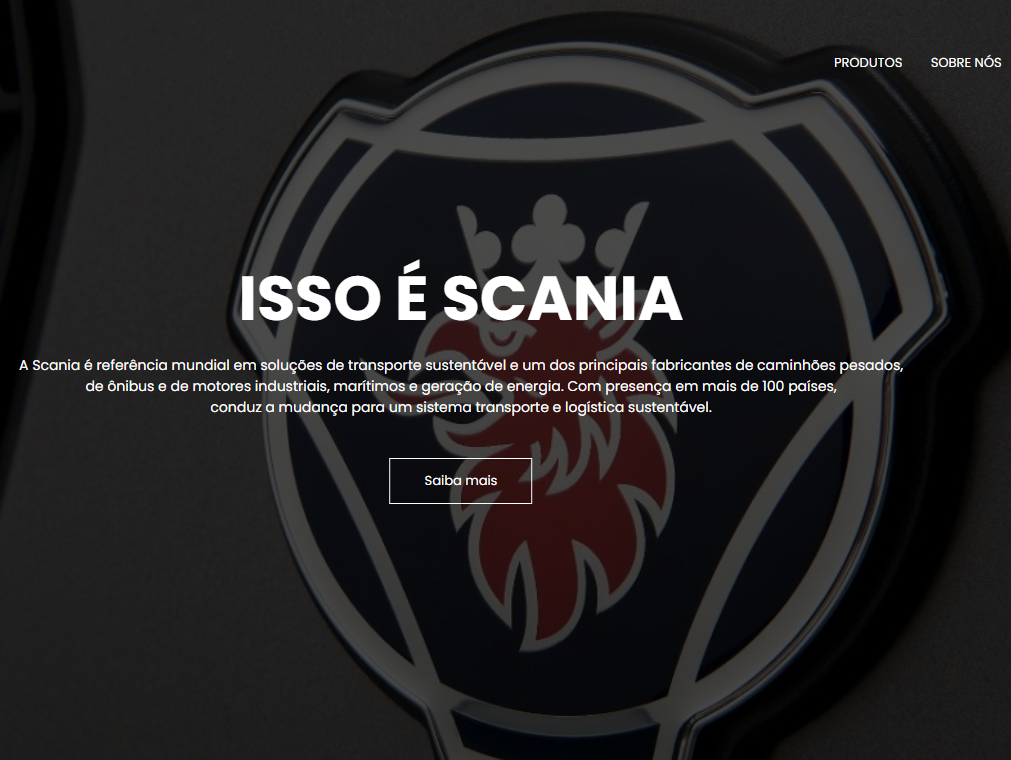 PRODUTOS SOBRE NÓS
ISSO É SCANIA
A Scania é referência mundial em soluções de transporte sustentável e um dos principais fabricantes de caminhões pesados,
de ônibus e de motores industriais, marítimos e geração de energia. Com presença em mais de 100 países,
conduz a mudança para um sistema transporte e logística sustentável.
Saiba mais